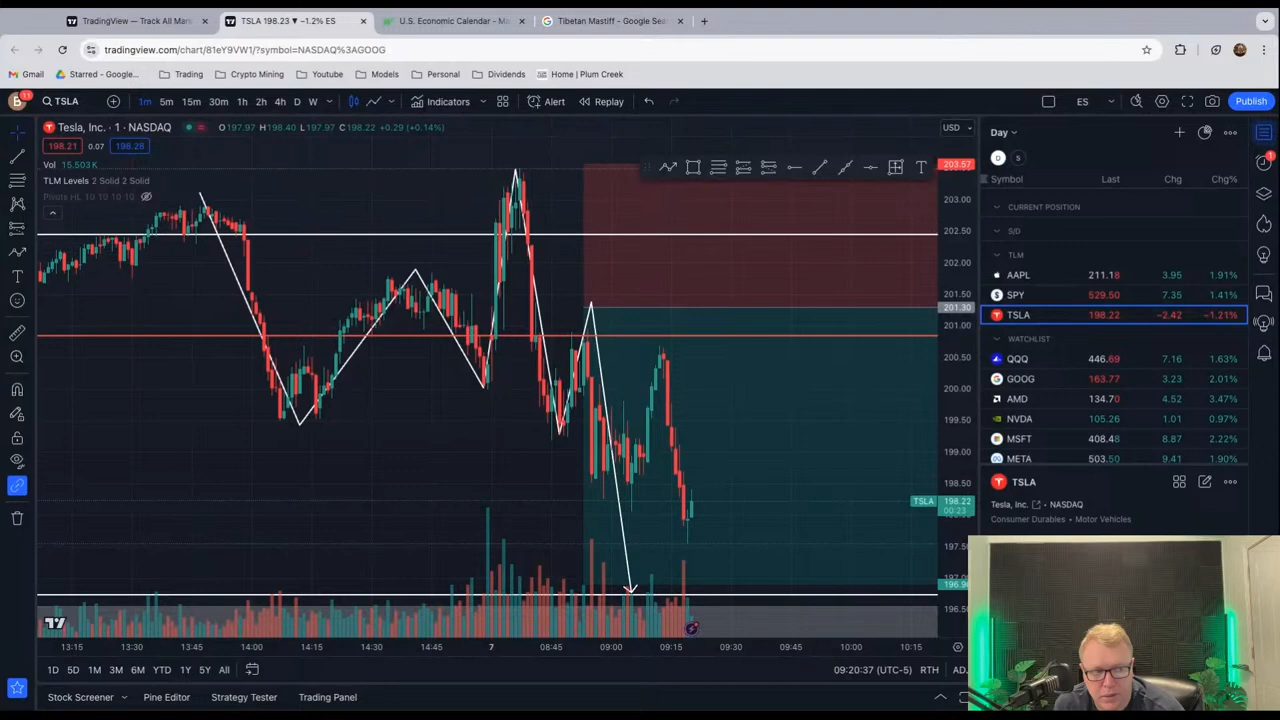 TradingView — Track All Mar
TSLA 198.23 ▼ −1.2% ES
U.S. Economic Calendar - Ma
Tibetan Mastiff - Google Sea
tradingview.com/chart/81eY9VW1/?symbol=NASDAQ%3AGOOG
Gmail
Starred - Google...
Trading
Crypto Mining
Youtube
Models
Personal
Dividends
Home | Plum Creek
B
11
TSLA
1m 5m 15m 30m 1h 2h 4h D W
Indicators
Alert
Replay
ES
Publish
Tesla, Inc. · 1 · NASDAQ
O197.97 H198.40 L197.97 C198.22 +0.29 (+0.14%)
198.21 0.07 198.28
Vol 15.503K
TLM Levels 2 Solid 2 Solid
Pivots HL 10 10 10 10
USD
203.57
203.00
202.50
202.00
201.50
201.30
201.00
200.50
200.00
199.50
199.00
198.50
TSLA 198.22
00:23
197.50
197.00
196.50
13:15 13:30 13:45 14:00 14:15 14:30 14:45 7 08:45 09:00 09:15 09:30 09:45 10:00 10:15
1D 5D 1M 3M 6M YTD 1Y 5Y All
09:20:37 (UTC-5) RTH ADJ
Stock Screener
Pine Editor
Strategy Tester
Trading Panel
Day
D S
Symbol Last Chg Chg%
CURRENT POSITION
S/D
TLM
AAPL 211.18 3.95 1.91%
SPY 529.50 7.35 1.41%
TSLA 198.22 −2.42 −1.21%
WATCHLIST
QQQ 446.69 7.16 1.63%
GOOG 163.77 3.23 2.01%
AMD 134.70 4.52 3.47%
NVDA 105.26 1.01 0.97%
MSFT 408.48 8.87 2.22%
META 503.50 9.41 1.90%
TSLA
Tesla, Inc. · NASDAQ
Consumer Durables • Motor Vehicles
1